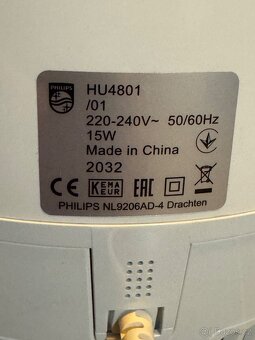 PHILIPS
HU4801
/01
220-240V~ 50/60Hz
15W
Made in China
2032
CE KEMA KEUR EAC
PHILIPS NL9206AD-4 Drachten